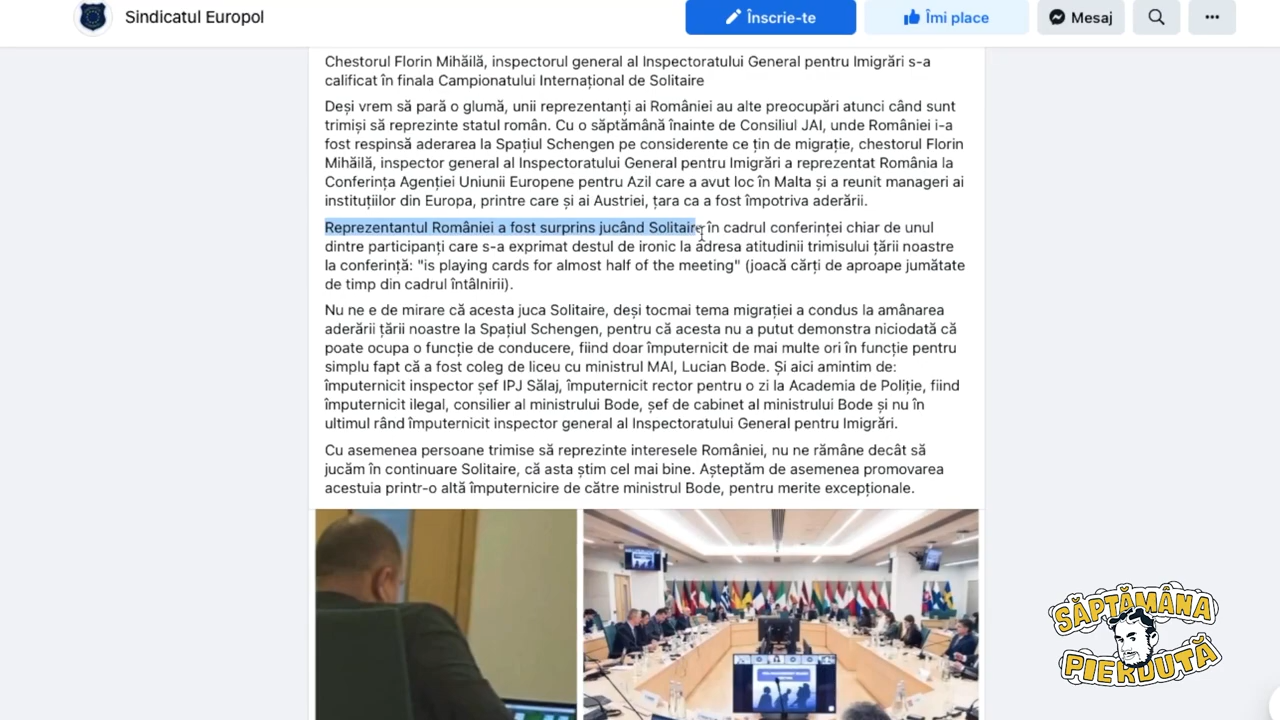 Sindicatul Europol
Înscrie-te
Îmi place
Mesaj
Chestorul Florin Mihăilă, inspectorul general al Inspectoratului General pentru Imigrări s-a
calificat în finala Campionatului Internațional de Solitaire
Deși vrem să pară o glumă, unii reprezentanți ai României au alte preocupări atunci când sunt
trimiși să reprezinte statul român. Cu o săptămână înainte de Consiliul JAI, unde României i-a
fost respinsă aderarea la Spațiul Schengen pe considerente ce țin de migrație, chestorul Florin
Mihăilă, inspector general al Inspectoratului General pentru Imigrări a reprezentat România la
Conferința Agenției Uniunii Europene pentru Azil care a avut loc în Malta și a reunit manageri ai
instituțiilor din Europa, printre care și ai Austriei, țara ca a fost împotriva aderării.
Reprezentantul României a fost surprins jucând Solitaire în cadrul conferinței chiar de unul
dintre participanți care s-a exprimat destul de ironic la adresa atitudinii trimisului țării noastre
la conferință: "is playing cards for almost half of the meeting" (joacă cărți de aproape jumătate
de timp din cadrul întâlnirii).
Nu ne e de mirare că acesta juca Solitaire, deși tocmai tema migrației a condus la amânarea
aderării țării noastre la Spațiul Schengen, pentru că acesta nu a putut demonstra niciodată că
poate ocupa o funcție de conducere, fiind doar împuternicit de mai multe ori în funcție pentru
simplu fapt că a fost coleg de liceu cu ministrul MAI, Lucian Bode. Și aici amintim de:
împuternicit inspector șef IPJ Sălaj, împuternicit rector pentru o zi la Academia de Poliție, fiind
împuternicit ilegal, consilier al ministrului Bode, șef de cabinet al ministrului Bode și nu în
ultimul rând împuternicit inspector general al Inspectoratului General pentru Imigrări.
Cu asemenea persoane trimise să reprezinte interesele României, nu ne rămâne decât să
jucăm în continuare Solitaire, că asta știm cel mai bine. Așteptăm de asemenea promovarea
acestuia printr-o altă împuternicire de către ministrul Bode, pentru merite excepționale.
SĂPTĂMÂNA
PIERDUTĂ